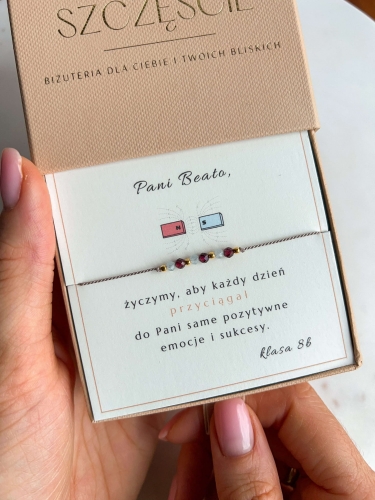 SZCZĘŚCIE
BIŻUTERIA DLA CIEBIE I TWOICH BLISKICH
Pani Beato,
N S
życzymy, aby każdy dzień
przyciągał
do Pani same pozytywne
emocje i sukcesy.
klasa 8b